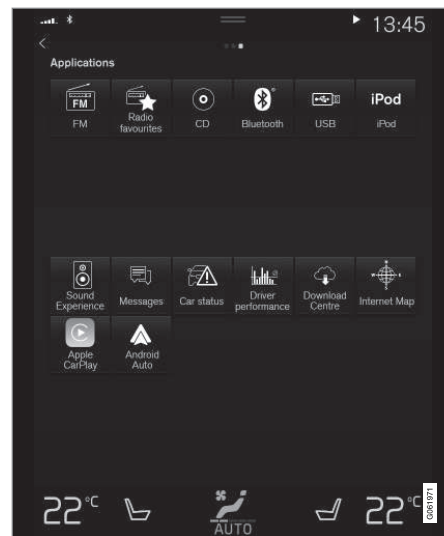 13:45
Applications
FM
FM
Radio
favourites
CD
Bluetooth
USB
iPod
iPod
Sound
Experience
Messages
Car status
Driver
performance
Download
Centre
Internet Map
Apple
CarPlay
Android
Auto
22°C
AUTO
22°C
G061971